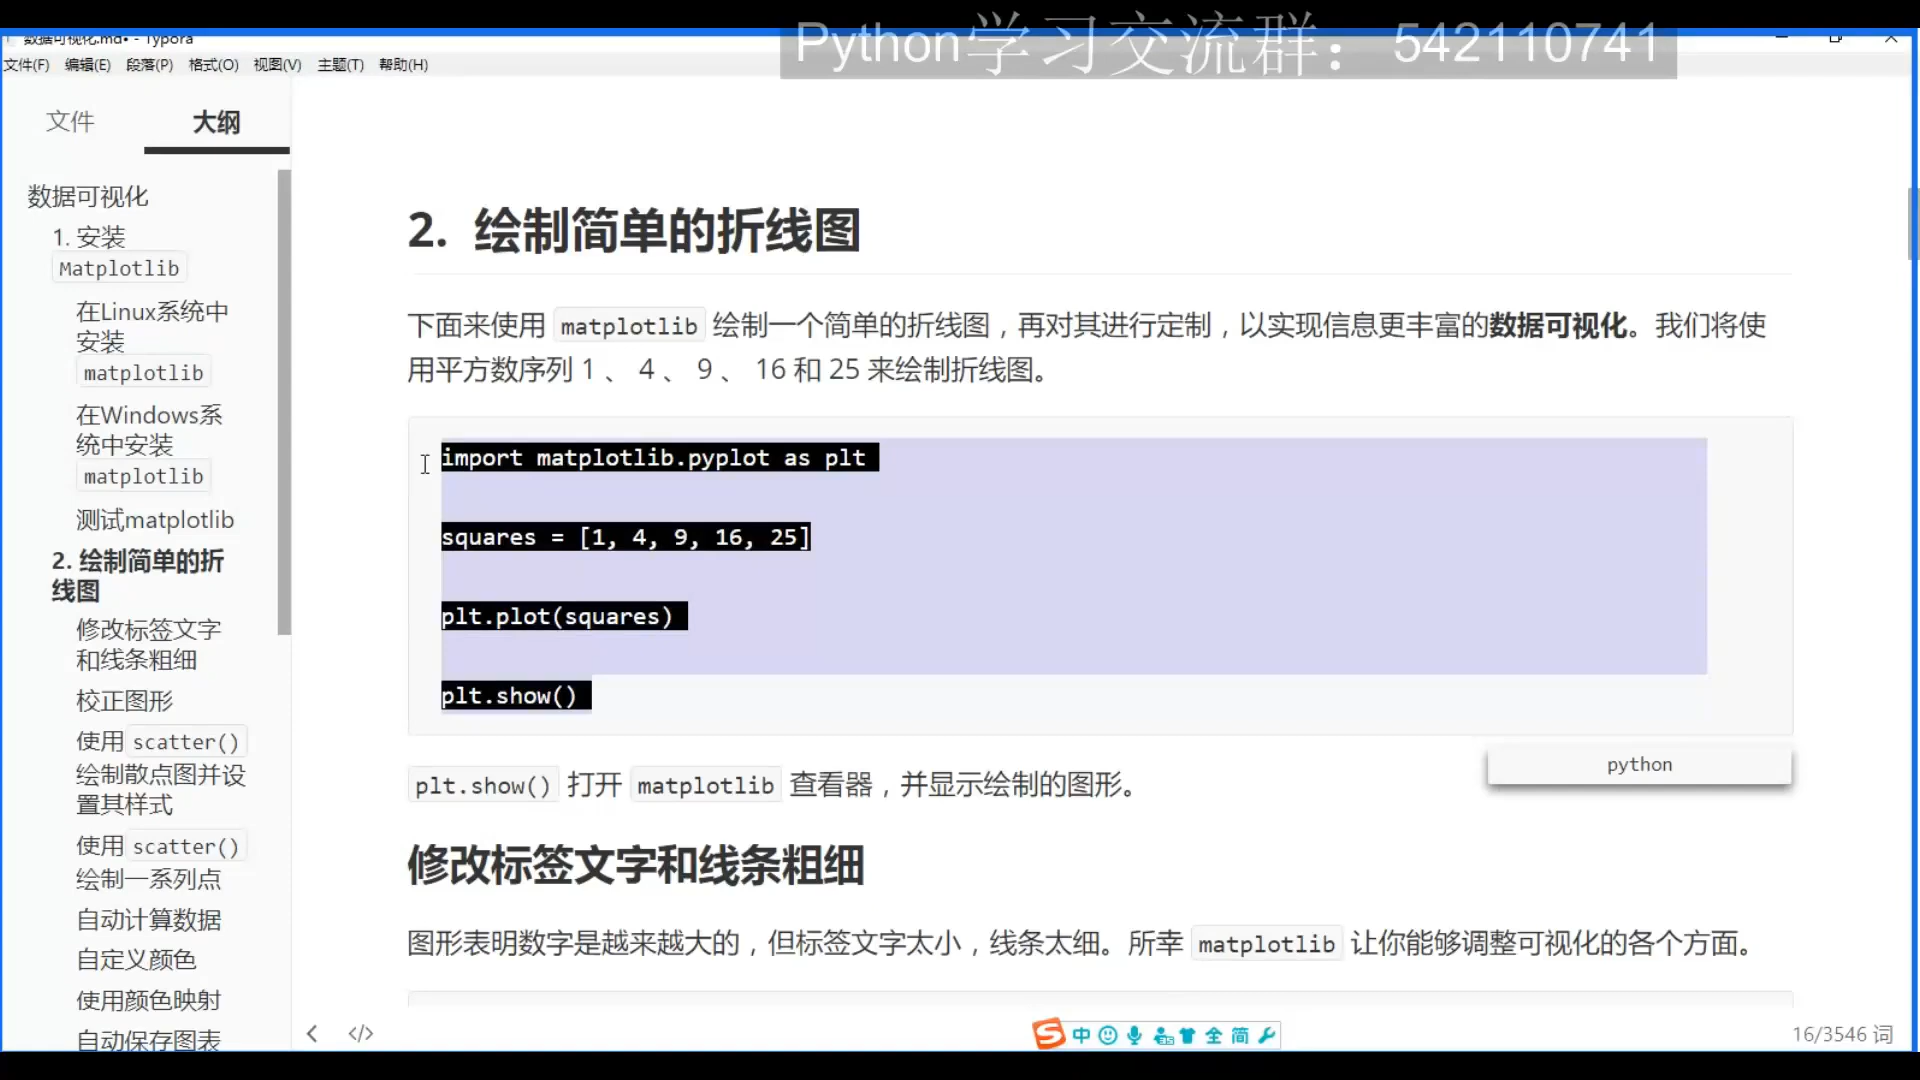 Python学习交流群： 542110741
数据可视化.md• - Typora
文件(F) 编辑(E) 段落(P) 格式(O) 视图(V) 主题(T) 帮助(H)
文件 大纲
数据可视化
1. 安装
Matplotlib
在Linux系统中
安装
matplotlib
在Windows系
统中安装
matplotlib
测试matplotlib
2. 绘制简单的折
线图
修改标签文字
和线条粗细
校正图形
使用 scatter()
绘制散点图并设
置其样式
使用 scatter()
绘制一系列点
自动计算数据
自定义颜色
使用颜色映射
自动保存图表
2. 绘制简单的折线图
下面来使用 matplotlib 绘制一个简单的折线图，再对其进行定制，以实现信息更丰富的数据可视化。我们将使
用平方数序列 1 、 4 、 9 、 16 和 25 来绘制折线图。
import matplotlib.pyplot as plt
squares = [1, 4, 9, 16, 25]
plt.plot(squares)
plt.show()
python
plt.show() 打开 matplotlib 查看器，并显示绘制的图形。
修改标签文字和线条粗细
图形表明数字是越来越大的，但标签文字太小，线条太细。所幸 matplotlib 让你能够调整可视化的各个方面。
</>
S 中 全 简
16/3546 词